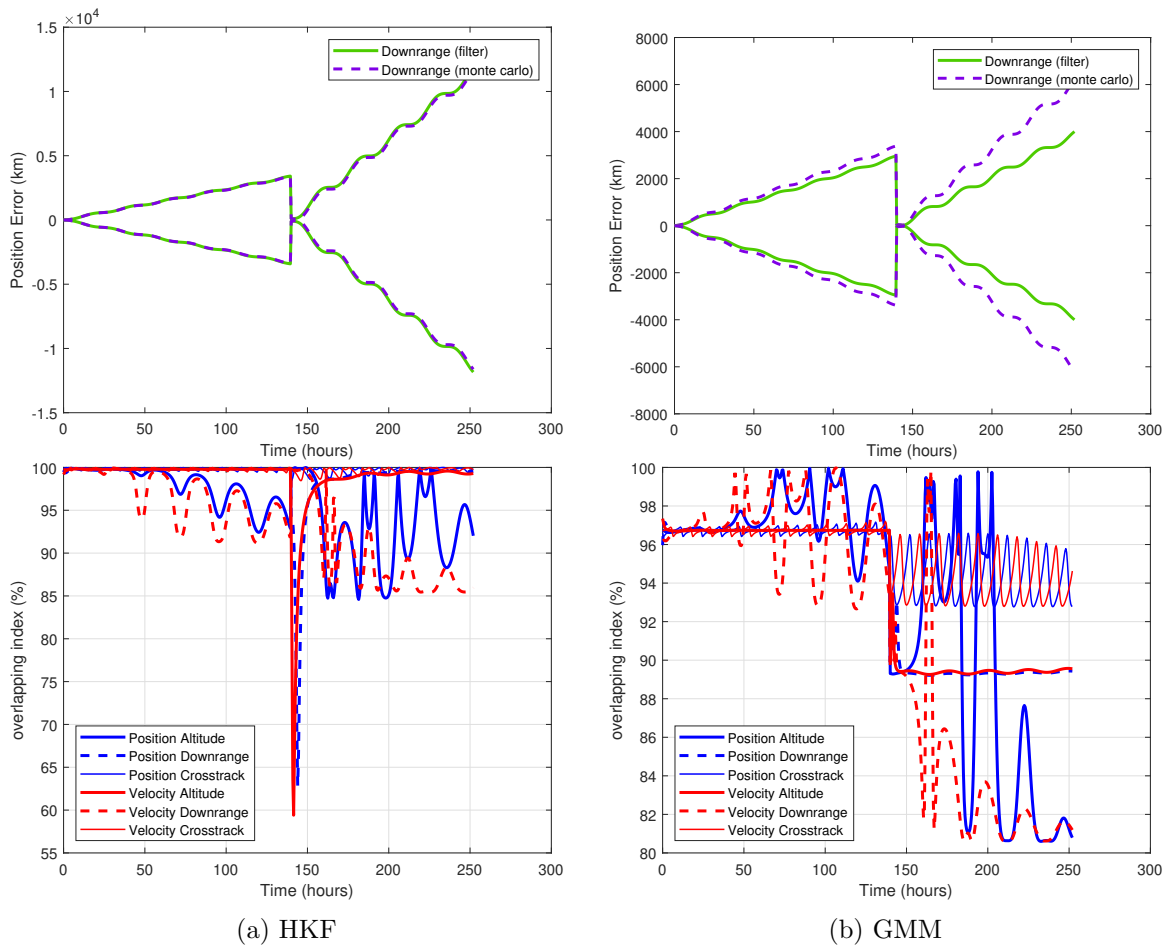 ×10⁴
1.5
1
0.5
0
-0.5
-1
-1.5
Position Error (km)
Downrange (filter)
Downrange (monte carlo)
0 50 100 150 200 250 300
Time (hours)
8000
6000
4000
2000
0
-2000
-4000
-6000
-8000
Position Error (km)
Downrange (filter)
Downrange (monte carlo)
0 50 100 150 200 250 300
Time (hours)
100
95
90
85
80
75
70
65
60
55
overlapping index (%)
Position Altitude
Position Downrange
Position Crosstrack
Velocity Altitude
Velocity Downrange
Velocity Crosstrack
0 50 100 150 200 250 300
Time (hours)
(a) HKF
100
98
96
94
92
90
88
86
84
82
80
overlapping index (%)
Position Altitude
Position Downrange
Position Crosstrack
Velocity Altitude
Velocity Downrange
Velocity Crosstrack
0 50 100 150 200 250 300
Time (hours)
(b) GMM